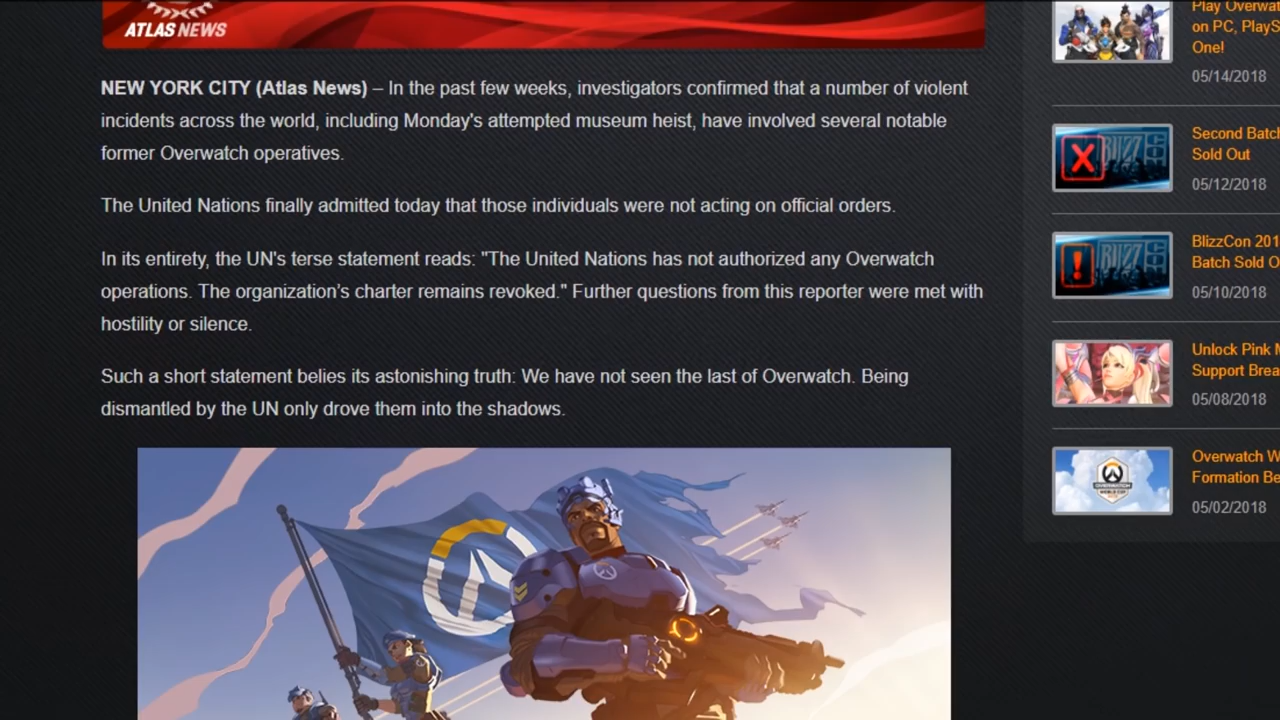 ATLAS NEWS
NEW YORK CITY (Atlas News) – In the past few weeks, investigators confirmed that a number of violent
incidents across the world, including Monday's attempted museum heist, have involved several notable
former Overwatch operatives.
The United Nations finally admitted today that those individuals were not acting on official orders.
In its entirety, the UN's terse statement reads: "The United Nations has not authorized any Overwatch
operations. The organization’s charter remains revoked." Further questions from this reporter were met with
hostility or silence.
Such a short statement belies its astonishing truth: We have not seen the last of Overwatch. Being
dismantled by the UN only drove them into the shadows.
Play Overwat
on PC, PlayS
One!
05/14/2018
BLIZZ CON
Second Batch
Sold Out
05/12/2018
BLIZZ CON
BlizzCon 201
Batch Sold O
05/10/2018
Unlock Pink M
Support Brea
05/08/2018
Overwatch W
Formation Be
05/02/2018